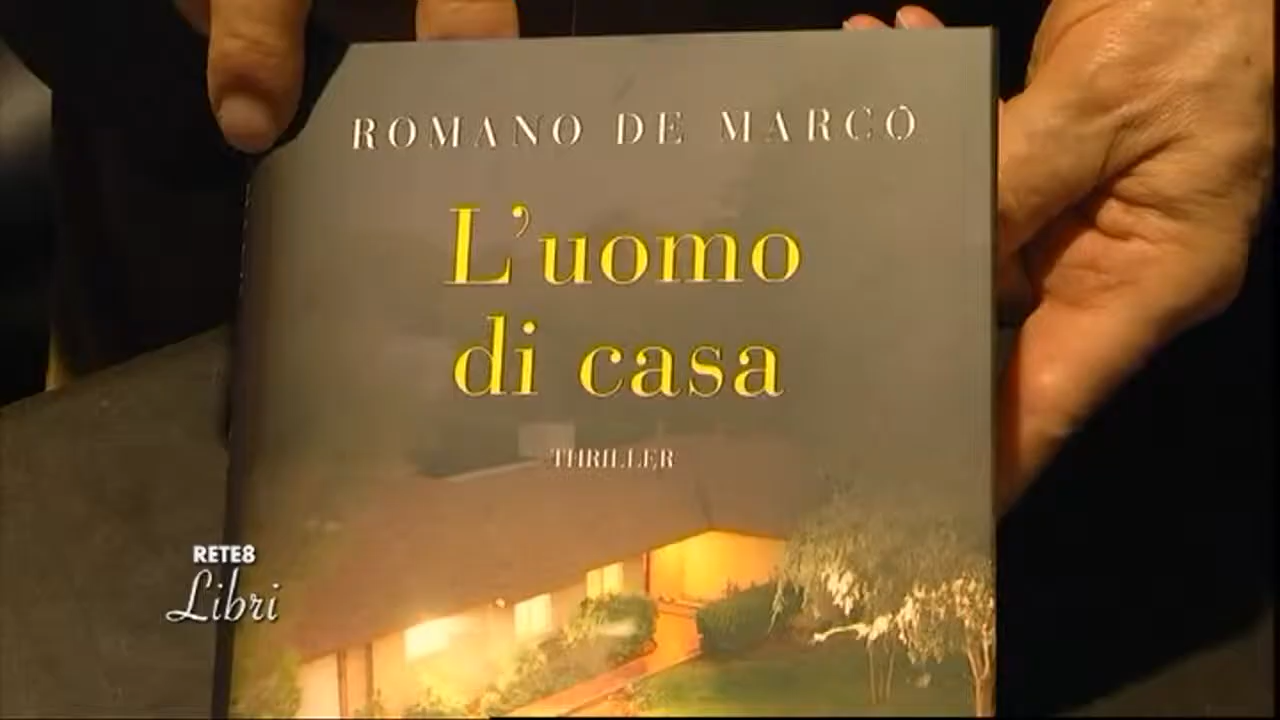 ROMANO DE MARCO
L'uomo
di casa
THRILLER
RETE8
Libri